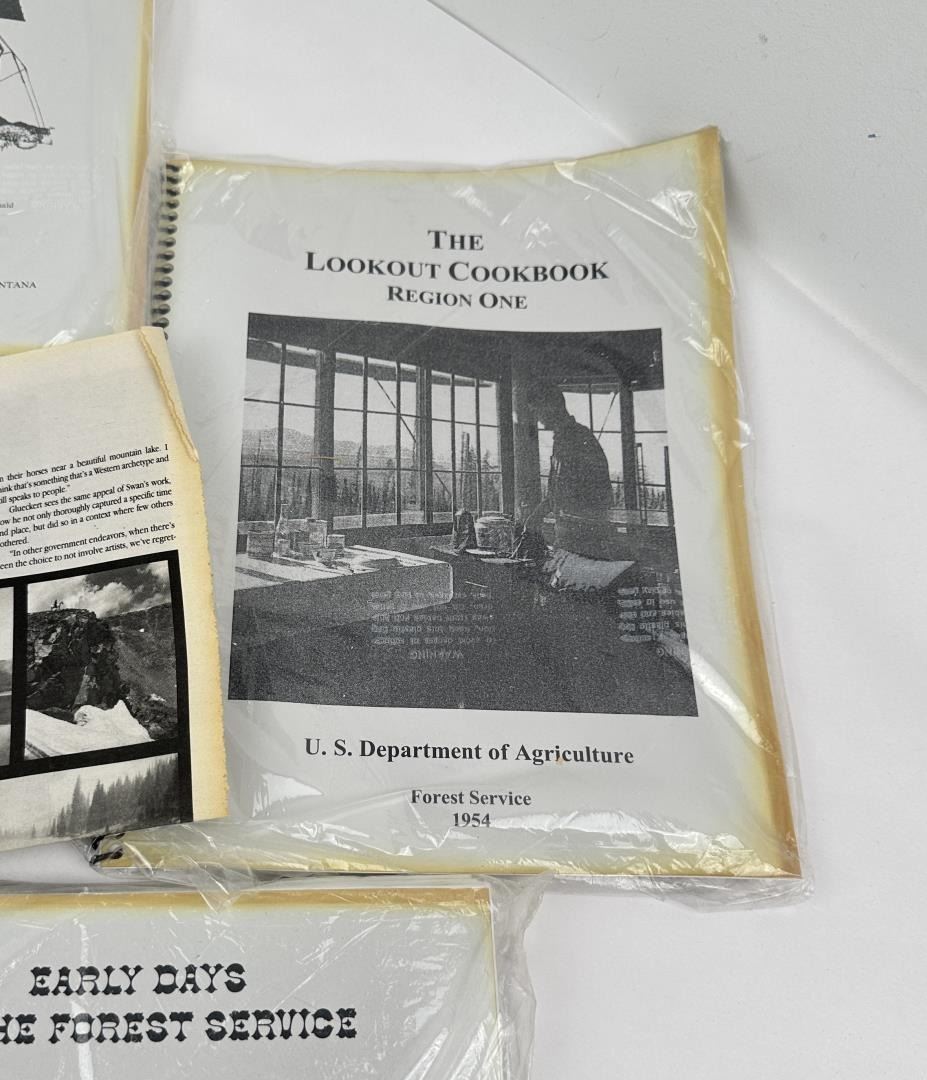 NTANA
THE
LOOKOUT COOKBOOK
REGION ONE
U. S. Department of Agriculture
Forest Service
1954
n their horses near a beautiful mountain lake. I
ink that's something that's a Western archetype and
ill speaks to people."
Glueckert sees the same appeal of Swan's work,
ow he not only thoroughly captured a specific time
nd place, but did so in a context where few others
othered.
"In other government endeavors, when there's
een the choice to not involve artists, we've regret-
WARNING
EARLY DAYS
HE FOREST SERVICE